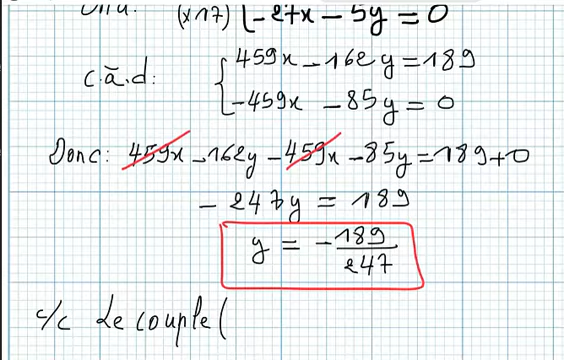 (x17) { -27x - 5y = 0
c.à.d: { 459x - 162y = 189
-459x - 85y = 0
Donc: 459x - 162y - 459x - 85y = 189 + 0
- 247y = 189
y = - 189/247
c/c Le couple (